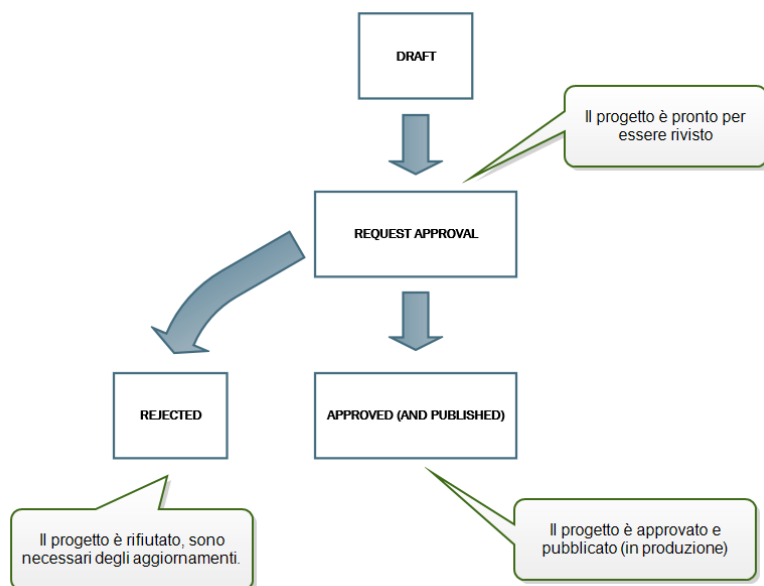 DRAFT
Il progetto è pronto per
essere rivisto
REQUEST APPROVAL
REJECTED
APPROVED (AND PUBLISHED)
Il progetto è rifiutato, sono
necessari degli aggiornamenti.
Il progetto è approvato e
pubblicato (in produzione)